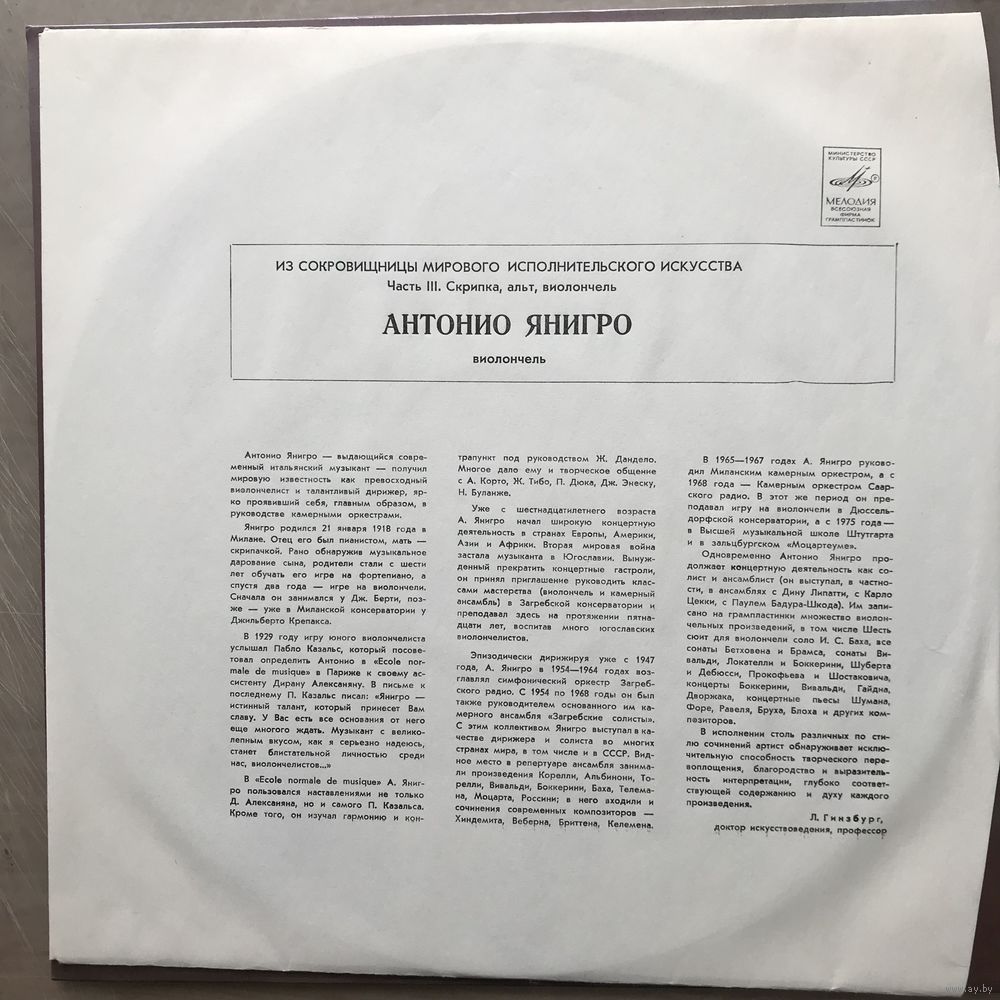 МИНИСТЕРСТВО
КУЛЬТУРЫ СССР
МЕЛОДИЯ
ВСЕСОЮЗНАЯ
ФИРМА
ГРАМПЛАСТИНОК
ИЗ СОКРОВИЩНИЦЫ МИРОВОГО ИСПОЛНИТЕЛЬСКОГО ИСКУССТВА
Часть III. Скрипка, альт, виолончель
АНТОНИО ЯНИГРО
виолончель
Антонио Янигро — выдающийся совре-
менный итальянский музыкант — получил
мировую известность как превосходный
виолончелист и талантливый дирижер, яр-
ко проявивший себя, главным образом, в
руководстве камерными оркестрами.
Янигро родился 21 января 1918 года в
Милане. Отец его был пианистом, мать —
скрипачкой. Рано обнаружив музыкальное
дарование сына, родители стали с шести
лет обучать его игре на фортепиано, а
спустя два года — игре на виолончели.
Сначала он занимался у Дж. Берти, поз-
же — уже в Миланской консерватории у
Джильберто Крепакса.
В 1929 году игру юного виолончелиста
услышал Пабло Казальс, который посове-
товал определить Антонио в «Ecole nor-
male de musique» в Париже к своему ас-
систенту Дирану Алексаняну. В письме к
последнему П. Казальс писал: «Янигро —
истинный талант, который принесет Вам
славу. У Вас есть все основания от него
еще многого ждать. Музыкант с велико-
лепным вкусом, как я серьезно надеюсь,
станет блистательной личностью среди
нас, виолончелистов...»
В «Ecole normale de musique» А. Яниг-
ро пользовался наставлениями не только
Д. Алексаняна, но и самого П. Казальса.
Кроме того, он изучал гармонию и кон-
трапункт под руководством Ж. Дандело.
Многое дало ему и творческое общение
с А. Корто, Ж. Тибо, П. Дюка, Дж. Энеску,
Н. Буланже.
Уже с шестнадцатилетнего возраста
А. Янигро начал широкую концертную
деятельность в странах Европы, Америки,
Азии и Африки. Вторая мировая война
застала музыканта в Югославии. Вынуж-
денный прекратить концертные гастроли,
он принял приглашение руководить клас-
сами мастерства (виолончель и камерный
ансамбль) в Загребской консерватории и
преподавал здесь на протяжении пятна-
дцати лет, воспитав много югославских
виолончелистов.
Эпизодически дирижируя уже с 1947
года, А. Янигро в 1954—1964 годах воз-
главлял симфонический оркестр Загреб-
ского радио. С 1954 по 1968 годы он был
также руководителем основанного им ка-
мерного ансамбля «Загребские солисты».
С этим коллективом Янигро выступал в ка-
честве дирижера и солиста во многих
странах мира, в том числе и в СССР. Вид-
ное место в репертуаре ансамбля занима-
ли произведения Корелли, Альбинони, То-
релли, Вивальди, Боккерини, Баха, Телема-
на, Моцарта, Россини; в него входили и
сочинения современных композиторов —
Хиндемита, Веберна, Бриттена, Келемена.
В 1965—1967 годах А. Янигро руково-
дил Миланским камерным оркестром, а с
1968 года — Камерным оркестром Саар-
ского радио. В этот же период он пре-
подавал игру на виолончели в Дюссель-
дорфской консерватории, а с 1975 года —
в Высшей музыкальной школе Штутгарта
и в зальцбургском «Моцартеуме».
Одновременно Антонио Янигро про-
должает концертную деятельность как со-
лист и ансамблист (он выступал, в частно-
сти, в ансамблях с Дину Липатти, с Карло
Цекки, с Паулем Бадура-Шкода). Им запи-
сано на грампластинки множество виолон-
чельных произведений, в том числе Шесть
сюит для виолончели соло И. С. Баха, все
сонаты Бетховена и Брамса, сонаты Ви-
вальди, Локателли и Боккерини, Шуберта
и Дебюсси, Прокофьева и Шостаковича,
концерты Боккерини, Вивальди, Гайдна,
Дворжака, концертные пьесы Шумана,
Форе, Равеля, Бруха, Блоха и других ком-
позиторов.
В исполнении столь различных по сти-
лю сочинений артист обнаруживает исклю-
чительную способность творческого пере-
воплощения, благородство и выразитель-
ность интерпретации, глубоко соответ-
ствующей содержанию и духу каждого
произведения.
Л. Гинзбург,
доктор искусствоведения, профессор
www.ay.by